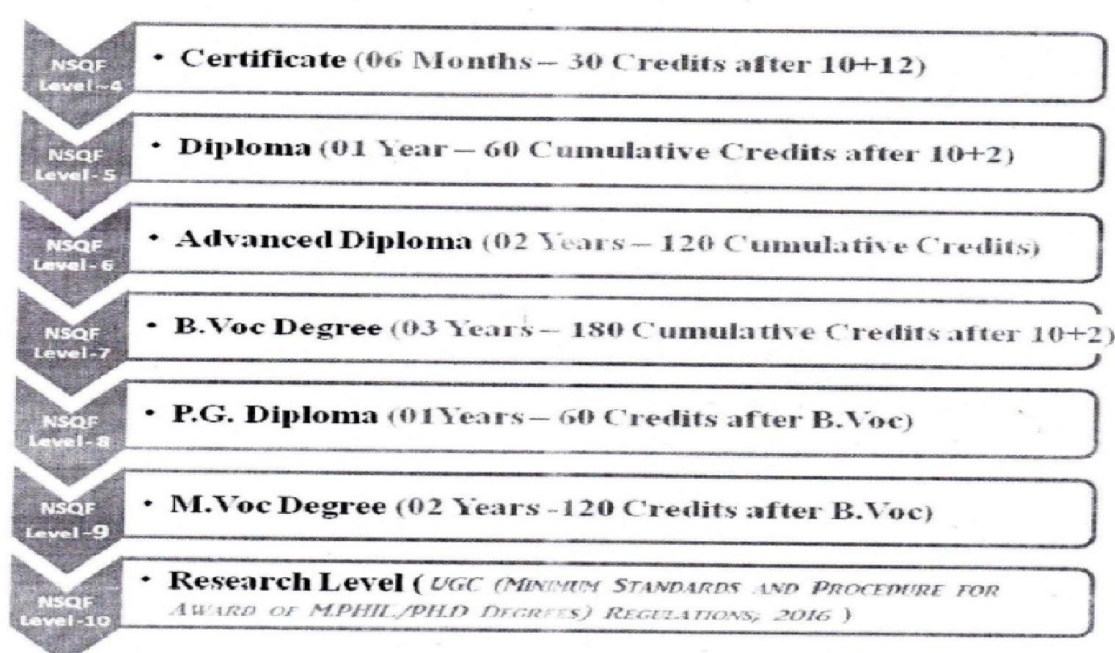 NSQF
Level-4
• Certificate (06 Months – 30 Credits after 10+12)
NSQF
Level-5
• Diploma (01 Year – 60 Cumulative Credits after 10+2)
NSQF
Level-6
• Advanced Diploma (02 Years – 120 Cumulative Credits)
NSQF
Level-7
• B.Voc Degree (03 Years – 180 Cumulative Credits after 10+2)
NSQF
Level-8
• P.G. Diploma (01Years – 60 Credits after B.Voc)
NSQF
Level-9
• M.Voc Degree (02 Years -120 Credits after B.Voc)
NSQF
Level-10
• Research Level ( UGC (MINIMUM STANDARDS AND PROCEDURE FOR
AWARD OF M.PHIL./PH.D DEGREES) REGULATIONS, 2016 )